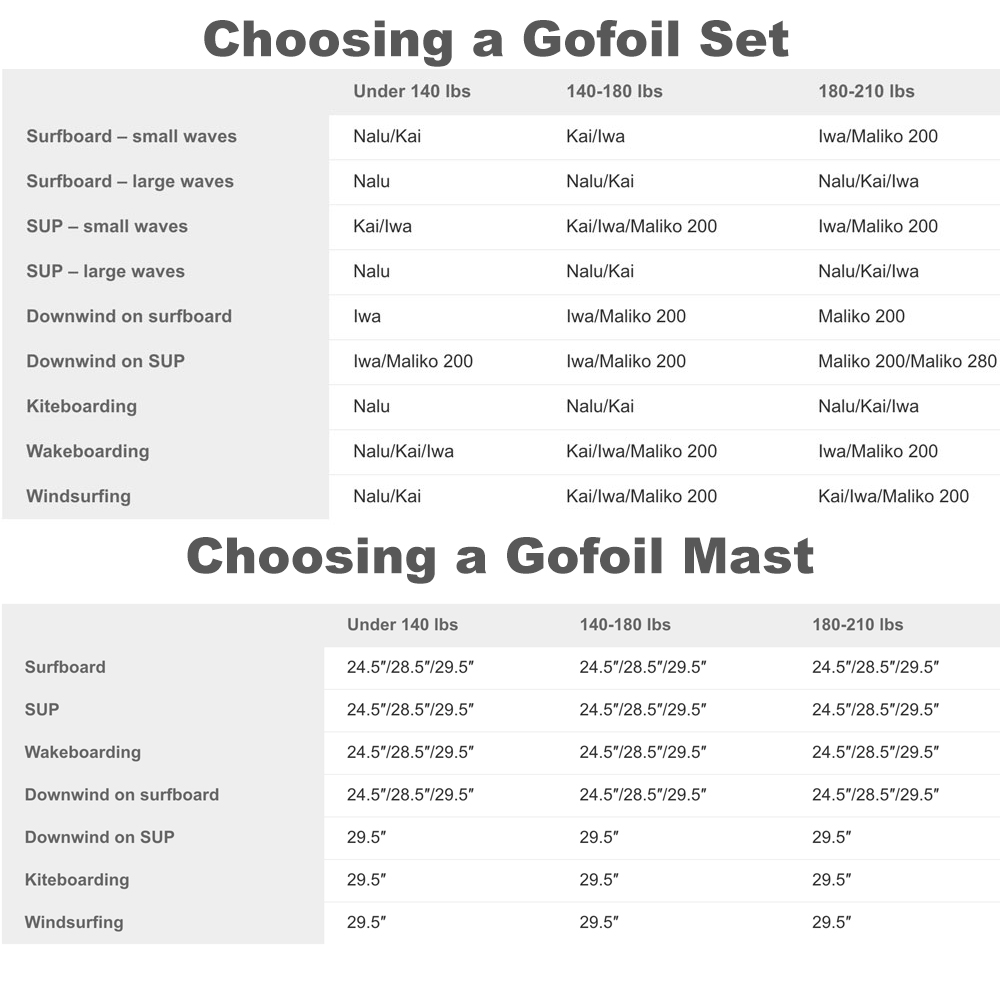 Choosing a Gofoil Set
Under 140 lbs 140-180 lbs 180-210 lbs
Surfboard – small waves Nalu/Kai Kai/Iwa Iwa/Maliko 200
Surfboard – large waves Nalu Nalu/Kai Nalu/Kai/Iwa
SUP – small waves Kai/Iwa Kai/Iwa/Maliko 200 Iwa/Maliko 200
SUP – large waves Nalu Nalu/Kai Nalu/Kai/Iwa
Downwind on surfboard Iwa Iwa/Maliko 200 Maliko 200
Downwind on SUP Iwa/Maliko 200 Iwa/Maliko 200 Maliko 200/Maliko 280
Kiteboarding Nalu Nalu/Kai Nalu/Kai/Iwa
Wakeboarding Nalu/Kai/Iwa Kai/Iwa/Maliko 200 Iwa/Maliko 200
Windsurfing Nalu/Kai Kai/Iwa/Maliko 200 Kai/Iwa/Maliko 200
Choosing a Gofoil Mast
Under 140 lbs 140-180 lbs 180-210 lbs
Surfboard 24.5″/28.5″/29.5″ 24.5″/28.5″/29.5″ 24.5″/28.5″/29.5″
SUP 24.5″/28.5″/29.5″ 24.5″/28.5″/29.5″ 24.5″/28.5″/29.5″
Wakeboarding 24.5″/28.5″/29.5″ 24.5″/28.5″/29.5″ 24.5″/28.5″/29.5″
Downwind on surfboard 24.5″/28.5″/29.5″ 24.5″/28.5″/29.5″ 24.5″/28.5″/29.5″
Downwind on SUP 29.5″ 29.5″ 29.5″
Kiteboarding 29.5″ 29.5″ 29.5″
Windsurfing 29.5″ 29.5″ 29.5″